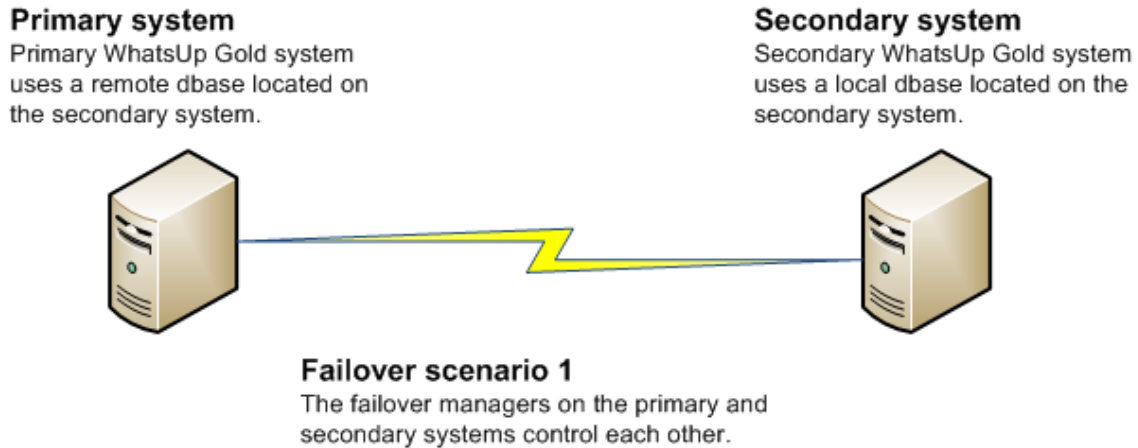 Primary system
Primary WhatsUp Gold system
uses a remote dbase located on
the secondary system.
Secondary system
Secondary WhatsUp Gold system
uses a local dbase located on the
secondary system.
Failover scenario 1
The failover managers on the primary and
secondary systems control each other.